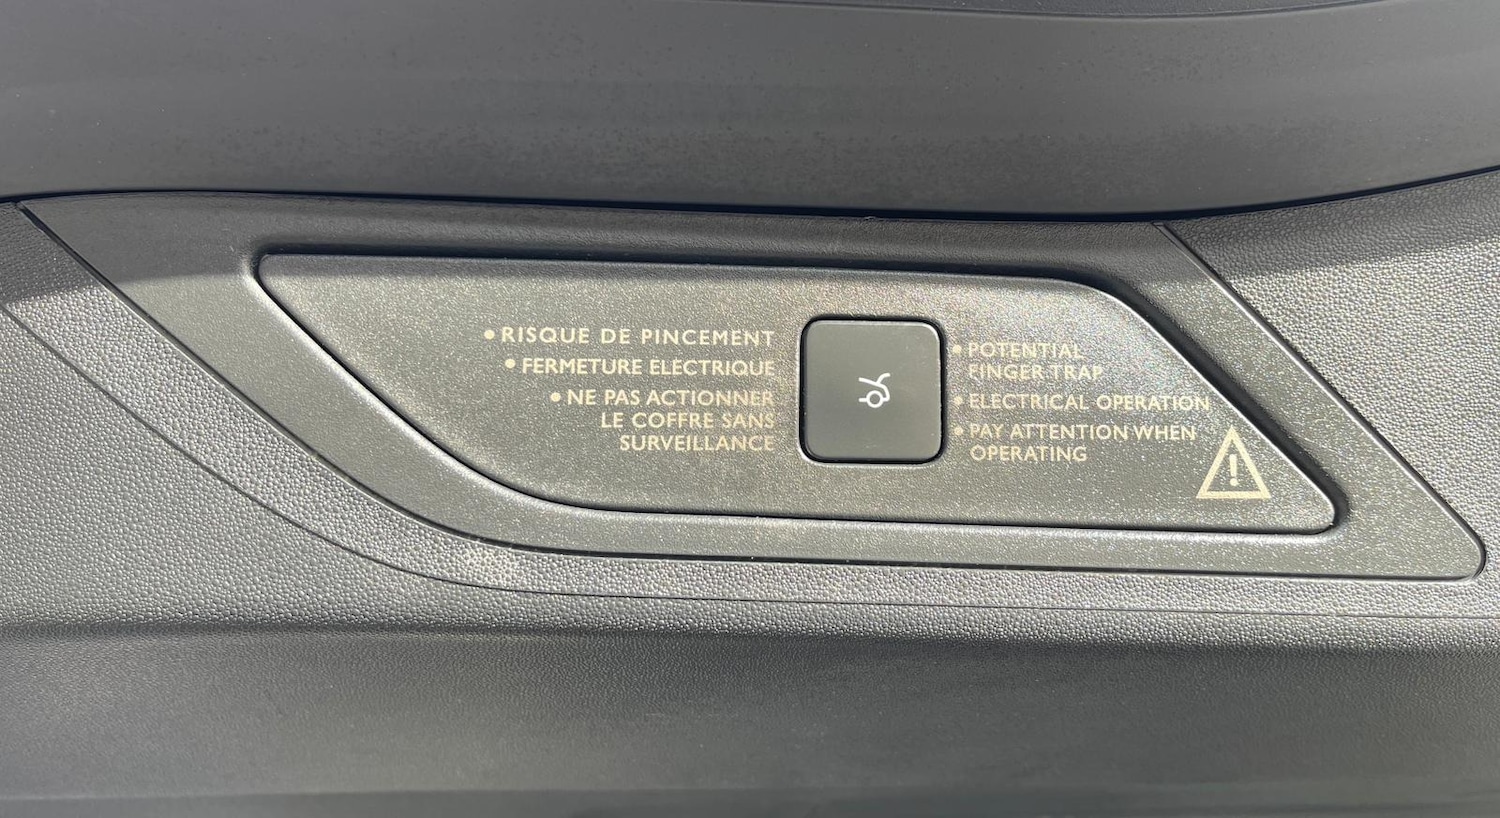 • RISQUE DE PINCEMENT
• FERMETURE ELECTRIQUE
• NE PAS ACTIONNER
LE COFFRE SANS
SURVEILLANCE
• POTENTIAL
FINGER TRAP
• ELECTRICAL OPERATION
• PAY ATTENTION WHEN
OPERATING